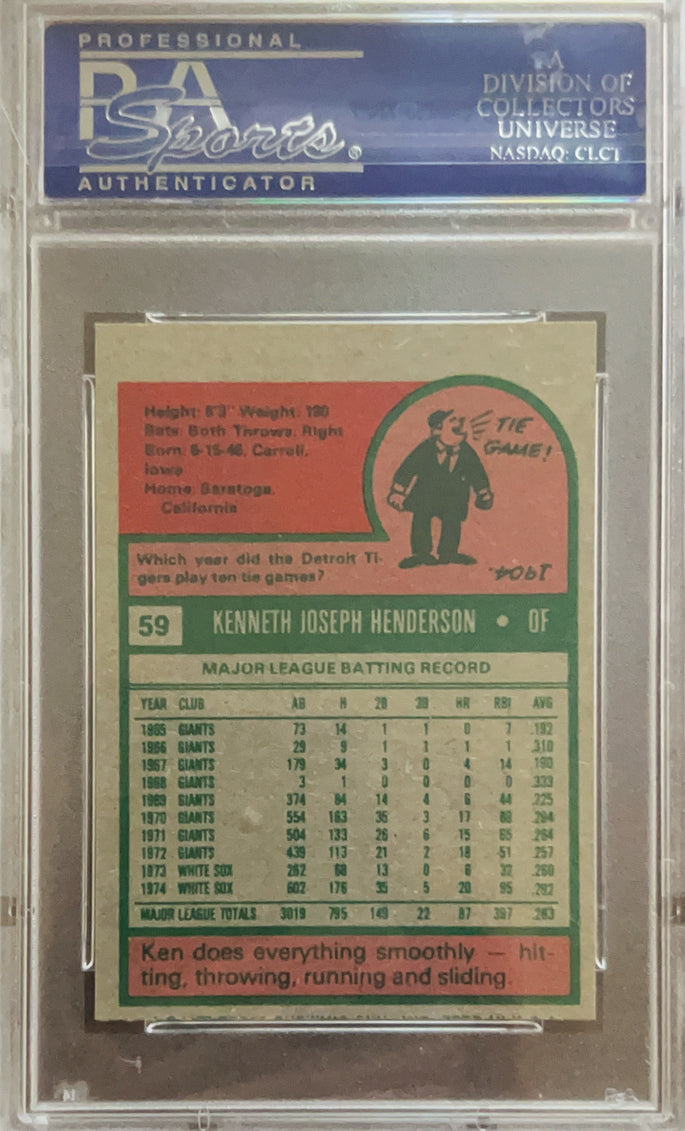 PROFESSIONAL
PSA
Sports®
AUTHENTICATOR
A
DIVISION OF
COLLECTORS
UNIVERSE
NASDAQ: CLCT
Height: 6'3" Weight: 190
Bats: Both Throws: Right
Born: 6-15-46, Carroll,
Iowa
Home: Saratoga,
California
TIE
GAME!
Which year did the Detroit Ti-
gers play ten tie games?
1904.
59 KENNETH JOSEPH HENDERSON • OF
MAJOR LEAGUE BATTING RECORD
YEAR CLUB AB H 2B 3B HR RBI AVG
1965 GIANTS 73 14 1 1 0 7 .192
1966 GIANTS 29 9 1 1 1 1 .310
1967 GIANTS 179 34 3 0 4 14 .190
1968 GIANTS 3 1 0 0 0 0 .333
1969 GIANTS 374 84 14 4 6 44 .225
1970 GIANTS 554 163 35 3 17 88 .294
1971 GIANTS 504 133 26 6 15 65 .264
1972 GIANTS 439 113 21 2 18 51 .257
1973 WHITE SOX 262 68 13 0 6 32 .260
1974 WHITE SOX 602 176 35 5 20 95 .292
MAJOR LEAGUE TOTALS 3019 795 149 22 87 397 .263
Ken does everything smoothly — hit-
ting, throwing, running and sliding.
PSA